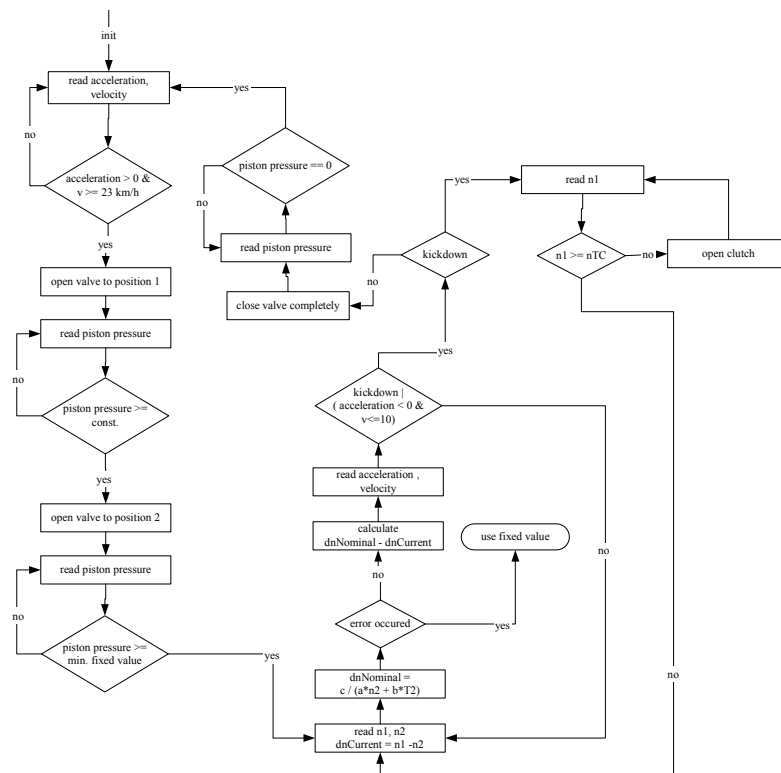 init
read acceleration,
velocity
no
acceleration > 0 &
v >= 23 km/h
yes
open valve to position 1
read piston pressure
no
piston pressure >=
const.
yes
open valve to position 2
read piston pressure
no
piston pressure >=
min. fixed value
yes
yes
piston pressure == 0
no
read piston pressure
close valve completely
no
kickdown
yes
read n1
n1 >= nTC
no
open clutch
yes
kickdown |
( acceleration < 0 &
v<=10)
read acceleration ,
velocity
calculate
dnNominal - dnCurrent
use fixed value
no
no
error occured
yes
dnNominal =
c / (a*n2 + b*T2)
read n1, n2
dnCurrent = n1 -n2
no